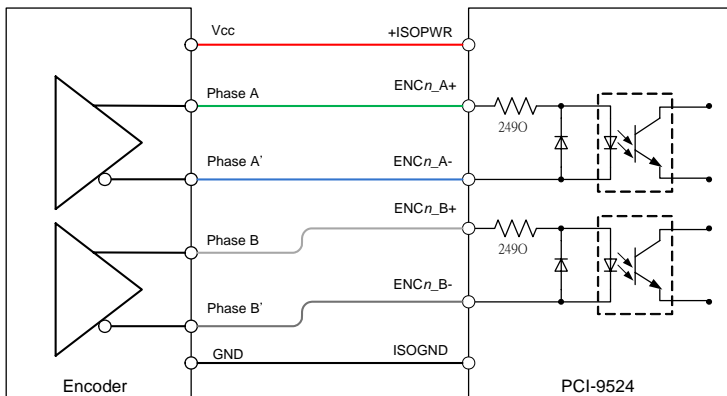 Vcc
+ISOPWR
Phase A
ENCn_A+
249O
Phase A'
ENCn_A-
ENCn_B+
Phase B
249O
ENCn_B-
Phase B'
GND
ISOGND
Encoder
PCI-9524